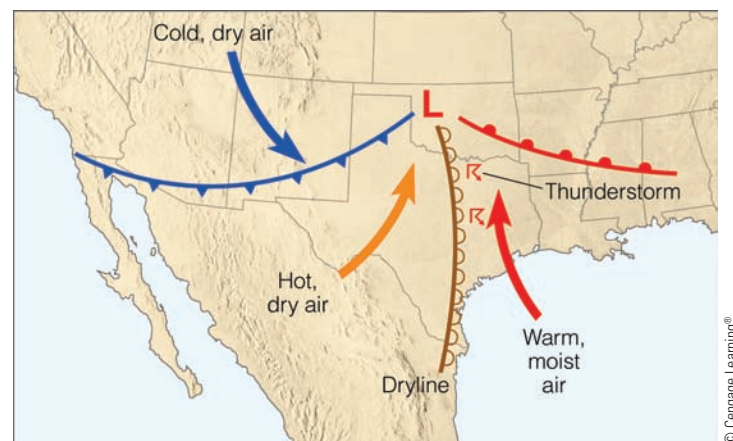 Cold, dry air
L
Thunderstorm
Hot,
dry air
Warm,
moist
air
Dryline
© Cengage Learning®